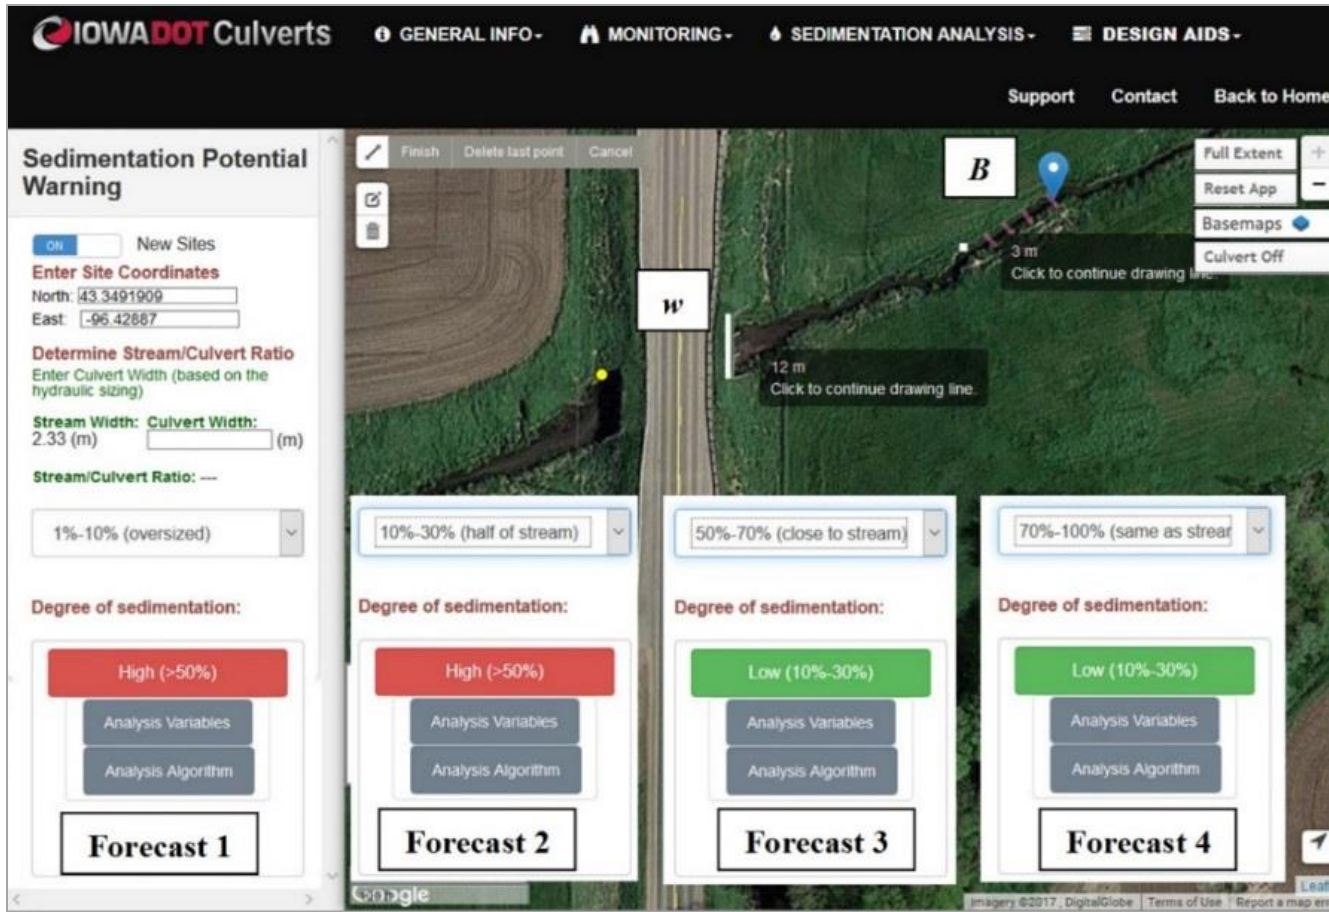 IOWADOT Culverts
GENERAL INFO
MONITORING
SEDIMENTATION ANALYSIS
DESIGN AIDS
Support
Contact
Back to Home
Sedimentation Potential
Warning
ON
New Sites
Enter Site Coordinates
North: 43.3491909
East: -96.42887
Determine Stream/Culvert Ratio
Enter Culvert Width (based on the
hydraulic sizing)
Stream Width: Culvert Width:
2.33 (m) (m)
Stream/Culvert Ratio: ---
1%-10% (oversized)
Degree of sedimentation:
High (>50%)
Analysis Variables
Analysis Algorithm
Forecast 1
Finish
Delete last point
Cancel
B
w
3 m
Click to continue drawing line.
12 m
Click to continue drawing line.
Full Extent
Reset App
Basemaps
Culvert Off
+
−
10%-30% (half of stream)
Degree of sedimentation:
High (>50%)
Analysis Variables
Analysis Algorithm
Forecast 2
50%-70% (close to stream)
Degree of sedimentation:
Low (10%-30%)
Analysis Variables
Analysis Algorithm
Forecast 3
70%-100% (same as strear
Degree of sedimentation:
Low (10%-30%)
Analysis Variables
Analysis Algorithm
Forecast 4
Google
Leaf
Imagery ©2017, DigitalGlobe
Terms of Use
Report a map err